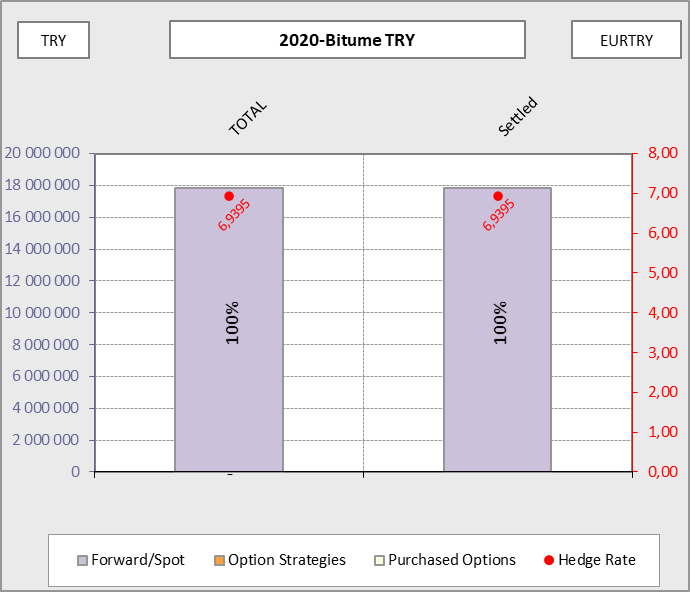 TRY
2020-Bitume TRY
EURTRY
TOTAL
Settled
20 000 000
18 000 000
16 000 000
14 000 000
12 000 000
10 000 000
8 000 000
6 000 000
4 000 000
2 000 000
0
8,00
7,00
6,00
5,00
4,00
3,00
2,00
1,00
0,00
6,9395
6,9395
100%
100%
-
Forward/Spot
Option Strategies
Purchased Options
Hedge Rate